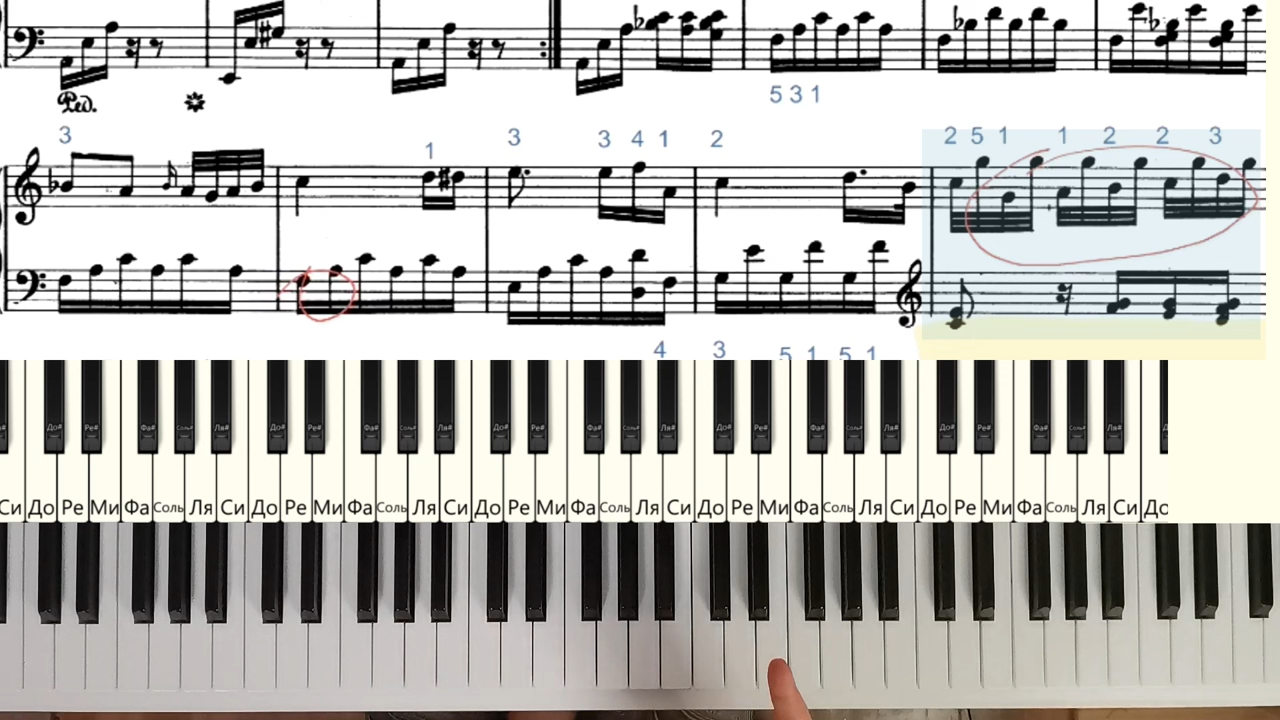 Ped.
5 3 1
3 1 3 3 4 1 2 2 5 1 1 2 2 3
4 3 5 1 5 1
До# Ре# Фа# Соль# Ля# До# Ре# Фа# Соль# Ля# До# Ре# Фа# Соль# Ля# До# Ре# Фа# Соль# Ля# До# Ре# Фа# Соль# Ля#
Си До Ре Ми Фа Соль Ля Си До Ре Ми Фа Соль Ля Си До Ре Ми Фа Соль Ля Си До Ре Ми Фа Соль Ля Си До Ре Ми Фа Соль Ля Си До